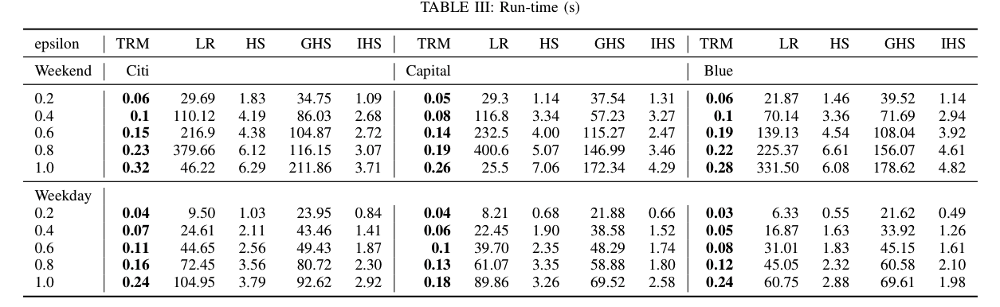 TABLE III: Run-time (s)
epsilon TRM LR HS GHS IHS TRM LR HS GHS IHS TRM LR HS GHS IHS
Weekend Citi Capital Blue
0.2 0.06 29.69 1.83 34.75 1.09 0.05 29.3 1.14 37.54 1.31 0.06 21.87 1.46 39.52 1.14
0.4 0.1 110.12 4.19 86.03 2.68 0.08 116.8 3.34 57.23 3.27 0.1 70.14 3.36 71.69 2.94
0.6 0.15 216.9 4.38 104.87 2.72 0.14 232.5 4.00 115.27 2.47 0.19 139.13 4.54 108.04 3.92
0.8 0.23 379.66 6.12 116.15 3.07 0.19 400.6 5.07 146.99 3.46 0.22 225.37 6.61 156.07 4.61
1.0 0.32 46.22 6.29 211.86 3.71 0.26 25.5 7.06 172.34 4.29 0.28 331.50 6.08 178.62 4.82
Weekday
0.2 0.04 9.50 1.03 23.95 0.84 0.04 8.21 0.68 21.88 0.66 0.03 6.33 0.55 21.62 0.49
0.4 0.07 24.61 2.11 43.46 1.41 0.06 22.45 1.90 38.58 1.52 0.05 16.87 1.63 33.92 1.26
0.6 0.11 44.65 2.56 49.43 1.87 0.1 39.70 2.35 48.29 1.74 0.08 31.01 1.83 45.15 1.61
0.8 0.16 72.45 3.56 80.72 2.30 0.13 61.07 3.35 58.88 1.80 0.12 45.05 2.32 60.58 2.10
1.0 0.24 104.95 3.79 92.62 2.92 0.18 89.86 3.26 69.52 2.58 0.24 60.75 2.88 69.61 1.98